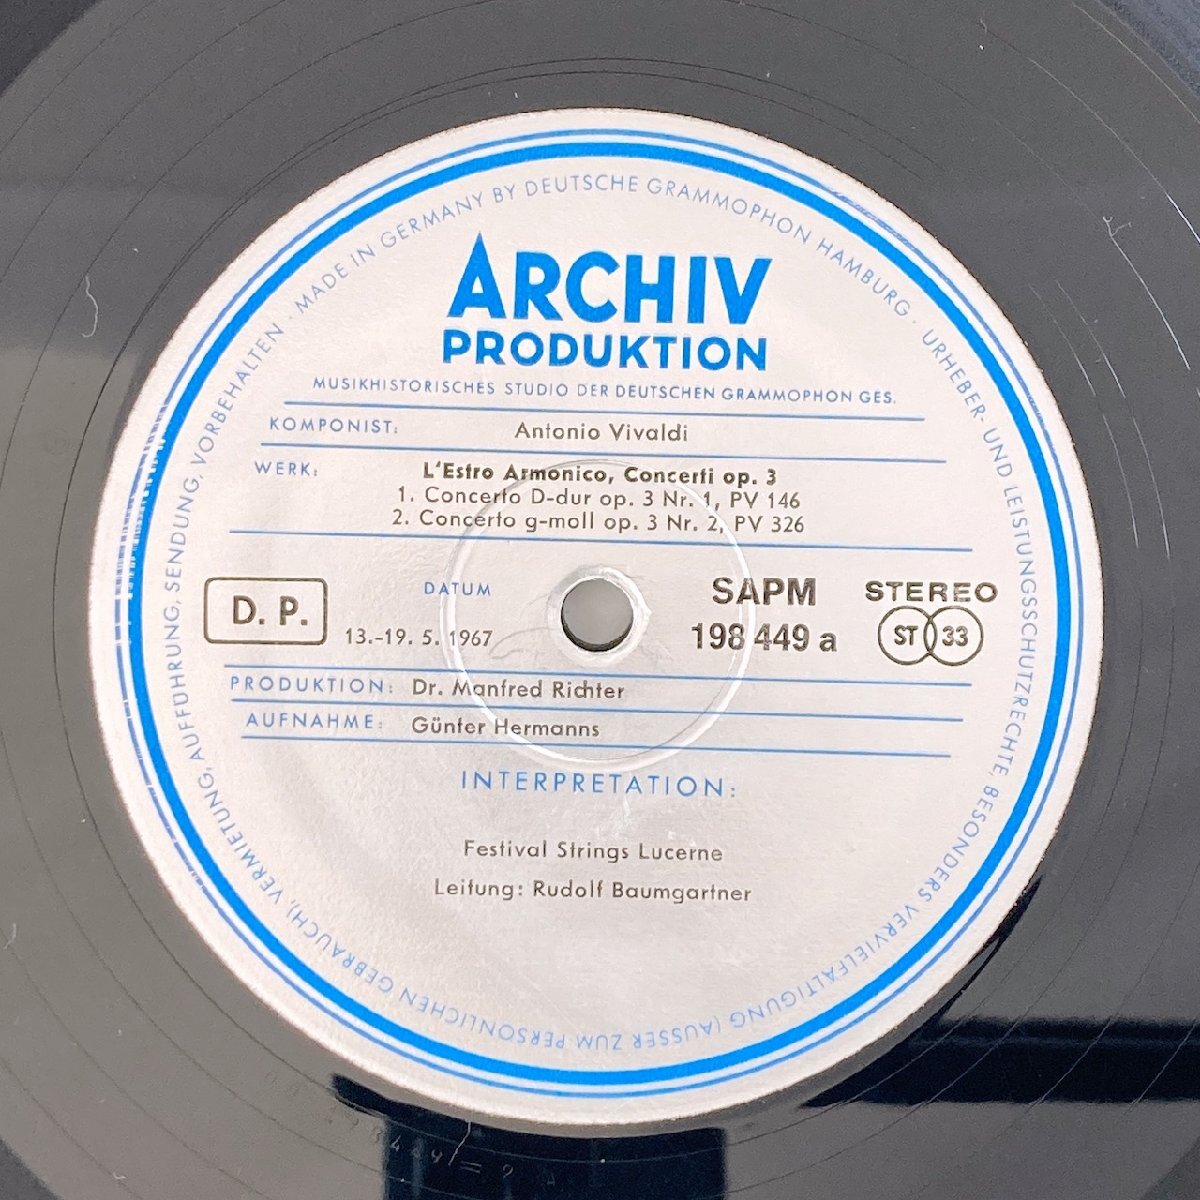 MADE IN GERMANY BY DEUTSCHE GRAMMOPHON HAMBURG · URHEBER- UND LEISTUNGSSCHUTZRECHTE, BESONDERS VERVIELFÄLTIGUNG (AUSSER ZUM PERSÖNLICHEN GEBRAUCH), VERMIETUNG, AUFFÜHRUNG, SENDUNG, VORBEHALTEN ·
ARCHIV
PRODUKTION
MUSIKHISTORISCHES STUDIO DER DEUTSCHEN GRAMMOPHON GES.
KOMPONIST: Antonio Vivaldi
WERK: L'Estro Armonico, Concerti op. 3
1. Concerto D-dur op. 3 Nr. 1, PV 146
2. Concerto g-moll op. 3 Nr. 2, PV 326
D. P.
DATUM
13.-19. 5. 1967
SAPM
198 449 a
STEREO
ST 33
PRODUKTION: Dr. Manfred Richter
AUFNAHME: Günter Hermanns
INTERPRETATION:
Festival Strings Lucerne
Leitung: Rudolf Baumgartner